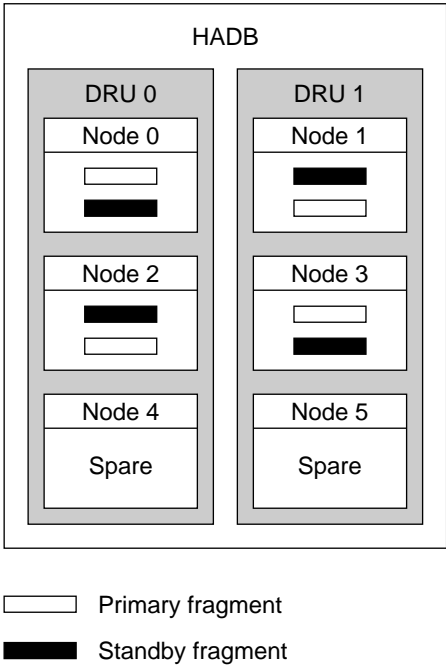 HADB
DRU 0
Node 0
Node 2
Node 4
Spare
DRU 1
Node 1
Node 3
Node 5
Spare
Primary fragment
Standby fragment